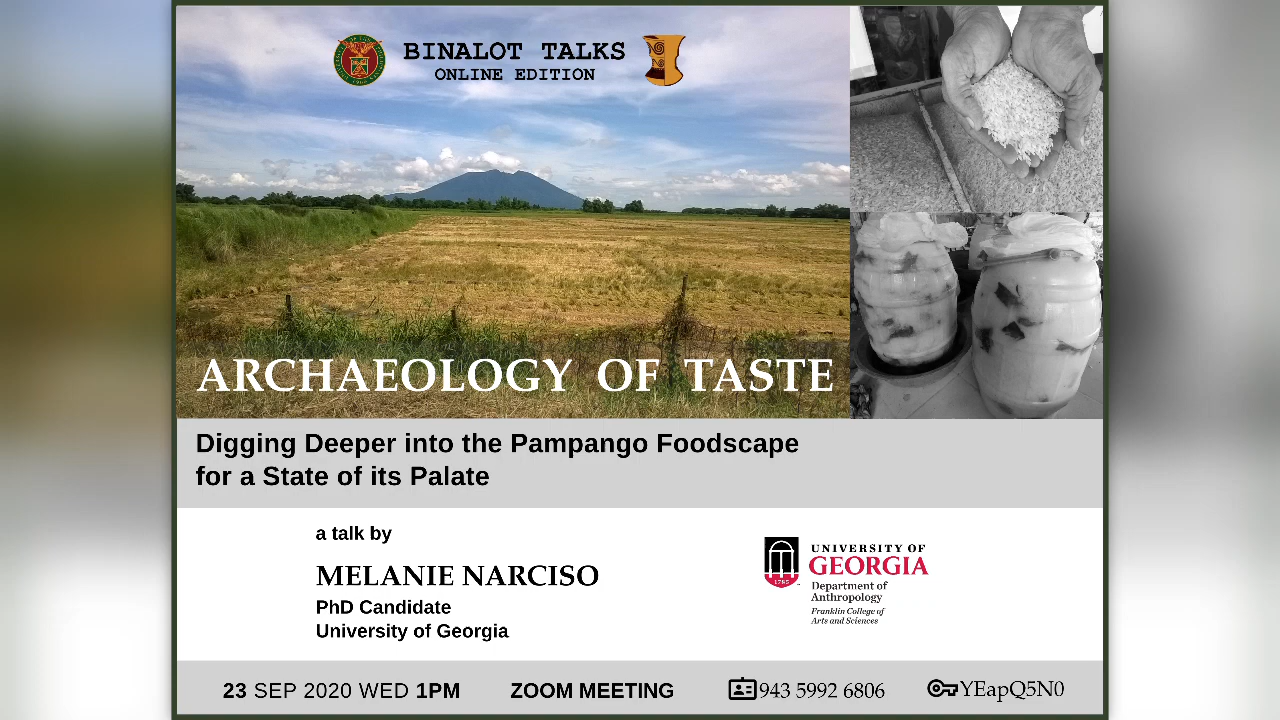 BINALOT TALKS
ONLINE EDITION
ARCHAEOLOGY OF TASTE
Digging Deeper into the Pampango Foodscape
for a State of its Palate
a talk by
MELANIE NARCISO
PhD Candidate
University of Georgia
1785
UNIVERSITY OF
GEORGIA
Department of
Anthropology
Franklin College of
Arts and Sciences
23 SEP 2020 WED 1PM
ZOOM MEETING
943 5992 6806
YEapQ5N0